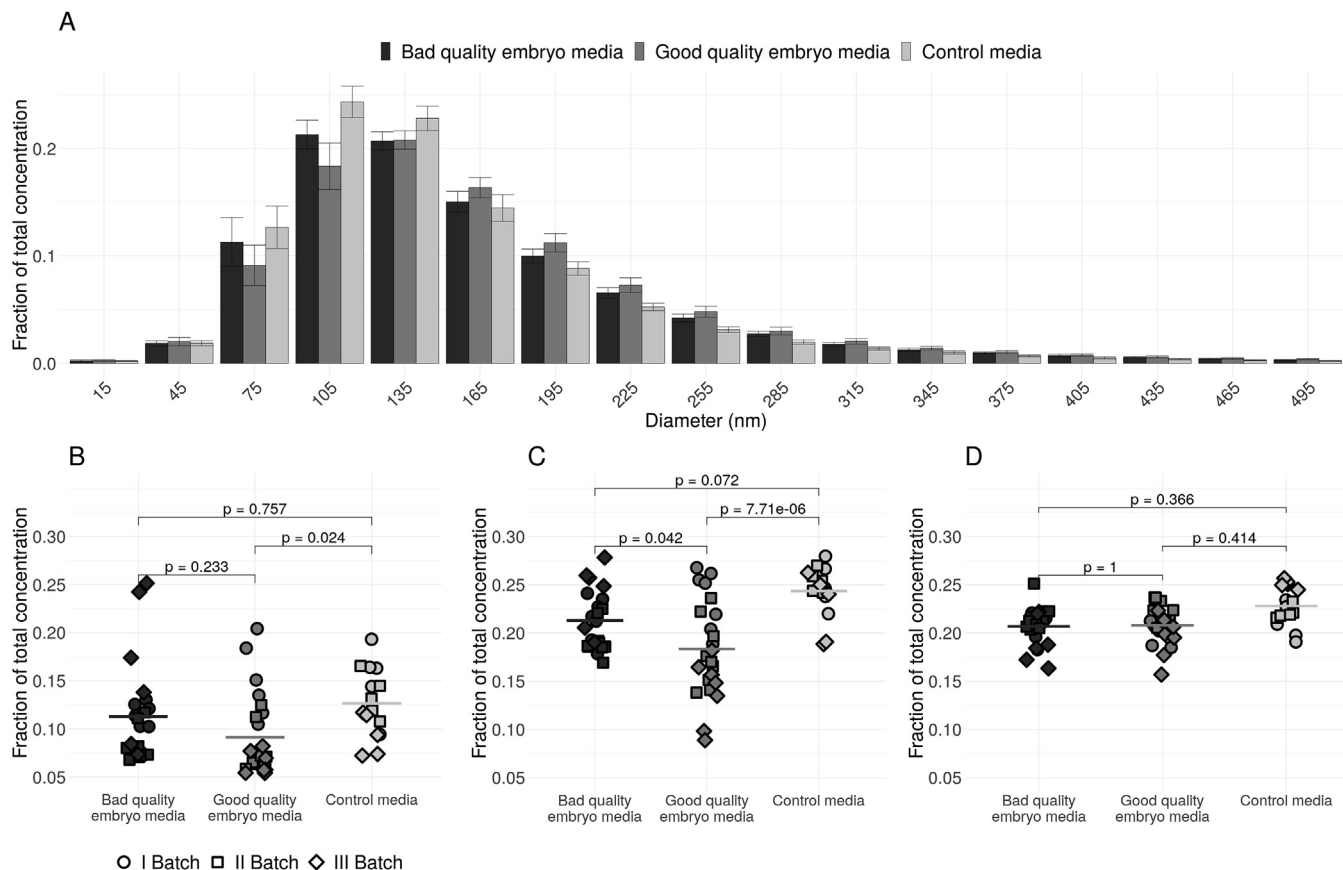 A
Bad quality embryo media Good quality embryo media Control media
Fraction of total concentration
0.2
0.1
0.0
15 45 75 105 135 165 195 225 255 285 315 345 375 405 435 465 495
Diameter (nm)
B
Fraction of total concentration
0.30
0.25
0.20
0.15
0.10
0.05
p = 0.757
p = 0.024
p = 0.233
Bad quality embryo media
Good quality embryo media
Control media
I Batch II Batch III Batch
C
Fraction of total concentration
0.30
0.25
0.20
0.15
0.10
0.05
p = 0.072
p = 7.71e-06
p = 0.042
Bad quality embryo media
Good quality embryo media
Control media
D
Fraction of total concentration
0.30
0.25
0.20
0.15
0.10
0.05
p = 0.366
p = 0.414
p = 1
Bad quality embryo media
Good quality embryo media
Control media